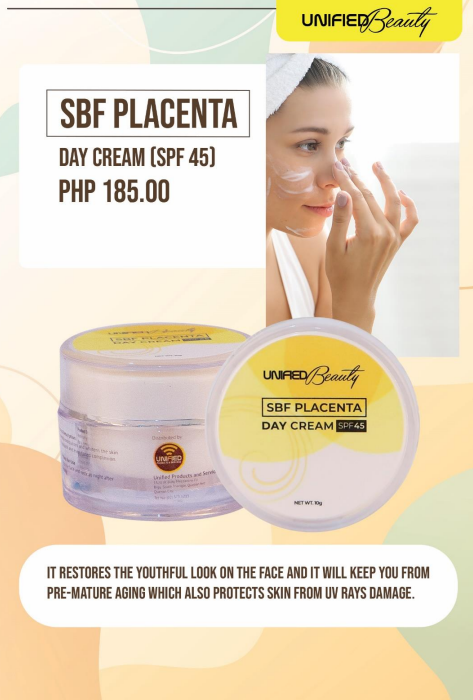 UNIFIED Beauty
SBF PLACENTA
DAY CREAM (SPF 45)
PHP 185.00
UNIFIED Beauty
SBF PLACENTA
DAY CREAM SPF45
UNIFIED Beauty
SBF PLACENTA
DAY CREAM SPF45
NET WT. 10g
Distributed by
UNIFIED
Unified Products and
IT RESTORES THE YOUTHFUL LOOK ON THE FACE AND IT WILL KEEP YOU FROM
PRE-MATURE AGING WHICH ALSO PROTECTS SKIN FROM UV RAYS DAMAGE.